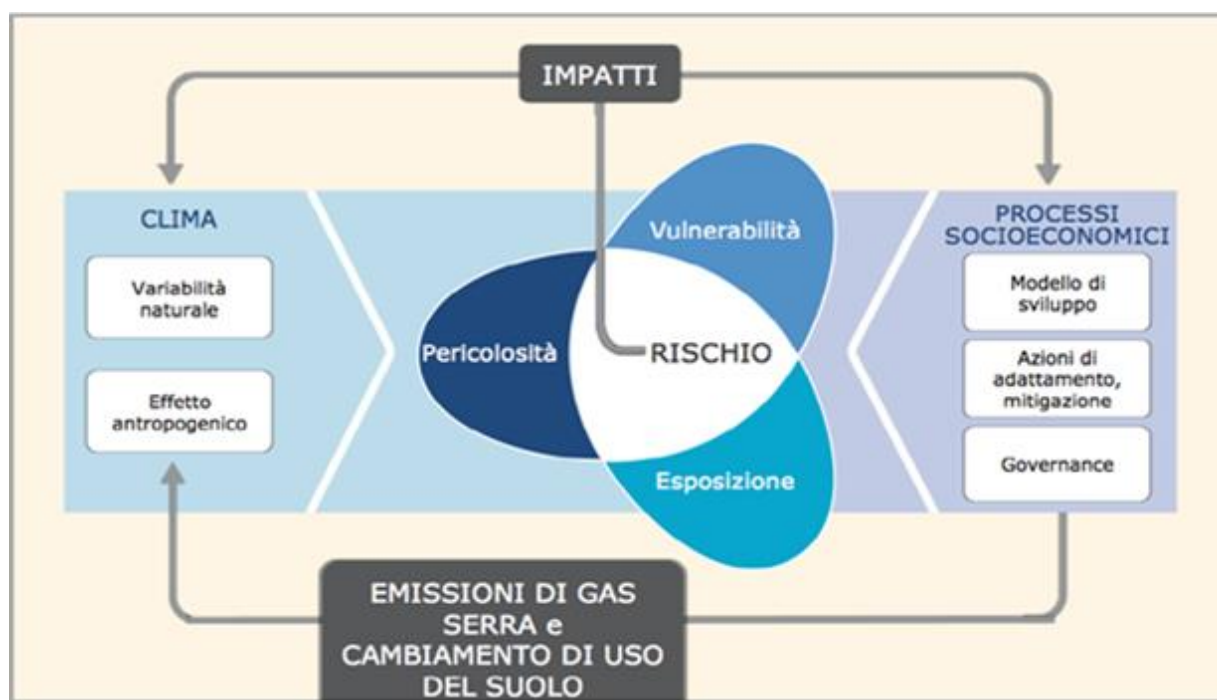 IMPATTI
CLIMA
Variabilità
naturale
Effetto
antropogenico
Pericolosità
Vulnerabilità
RISCHIO
Esposizione
PROCESSI
SOCIOECONOMICI
Modello di
sviluppo
Azioni di
adattamento,
mitigazione
Governance
EMISSIONI DI GAS
SERRA e
CAMBIAMENTO DI USO
DEL SUOLO